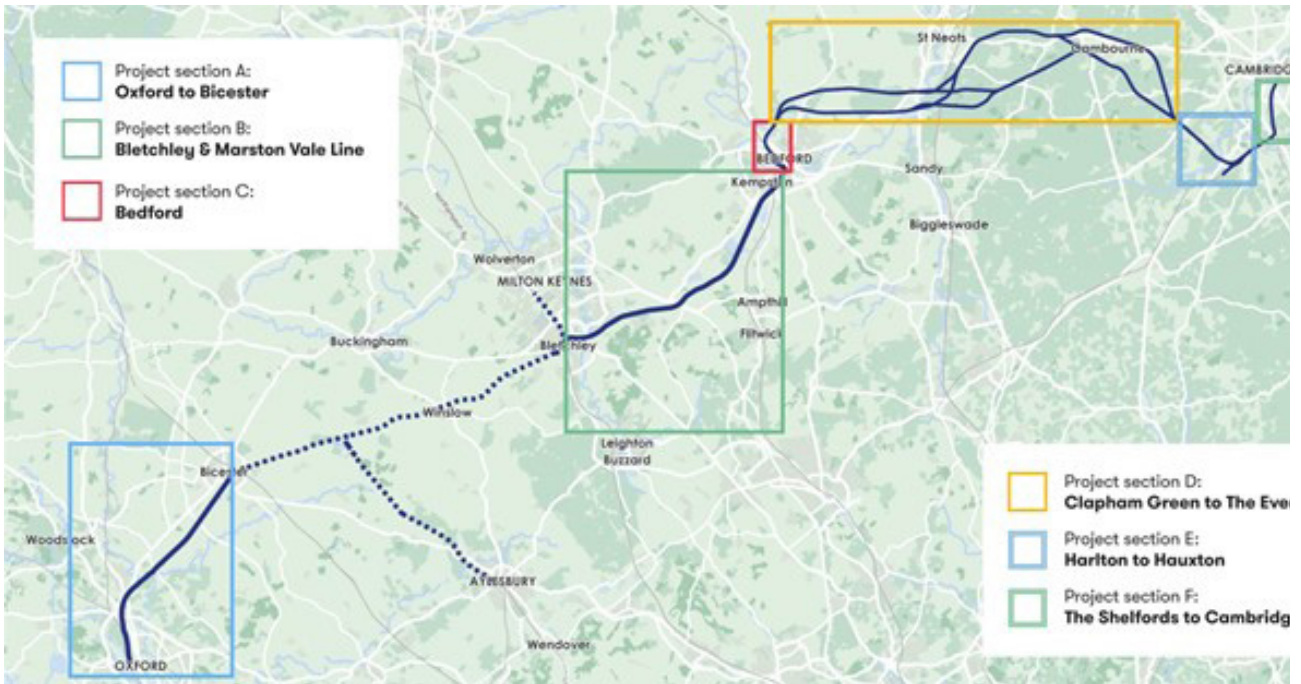 Project section A:
Oxford to Bicester
Project section B:
Bletchley & Marston Vale Line
Project section C:
Bedford
St Neots
Cambourne
CAMBRIDG
BEDFORD
Kempston
Sandy
Biggleswade
Wolverton
MILTON KEYNES
Ampthill
Flitwick
Buckingham
Bletchley
Winslow
Leighton
Buzzard
Bicester
Woodstock
AYLESBURY
Wendover
OXFORD
Project section D:
Clapham Green to The Ever
Project section E:
Harlton to Hauxton
Project section F:
The Shelfords to Cambridg